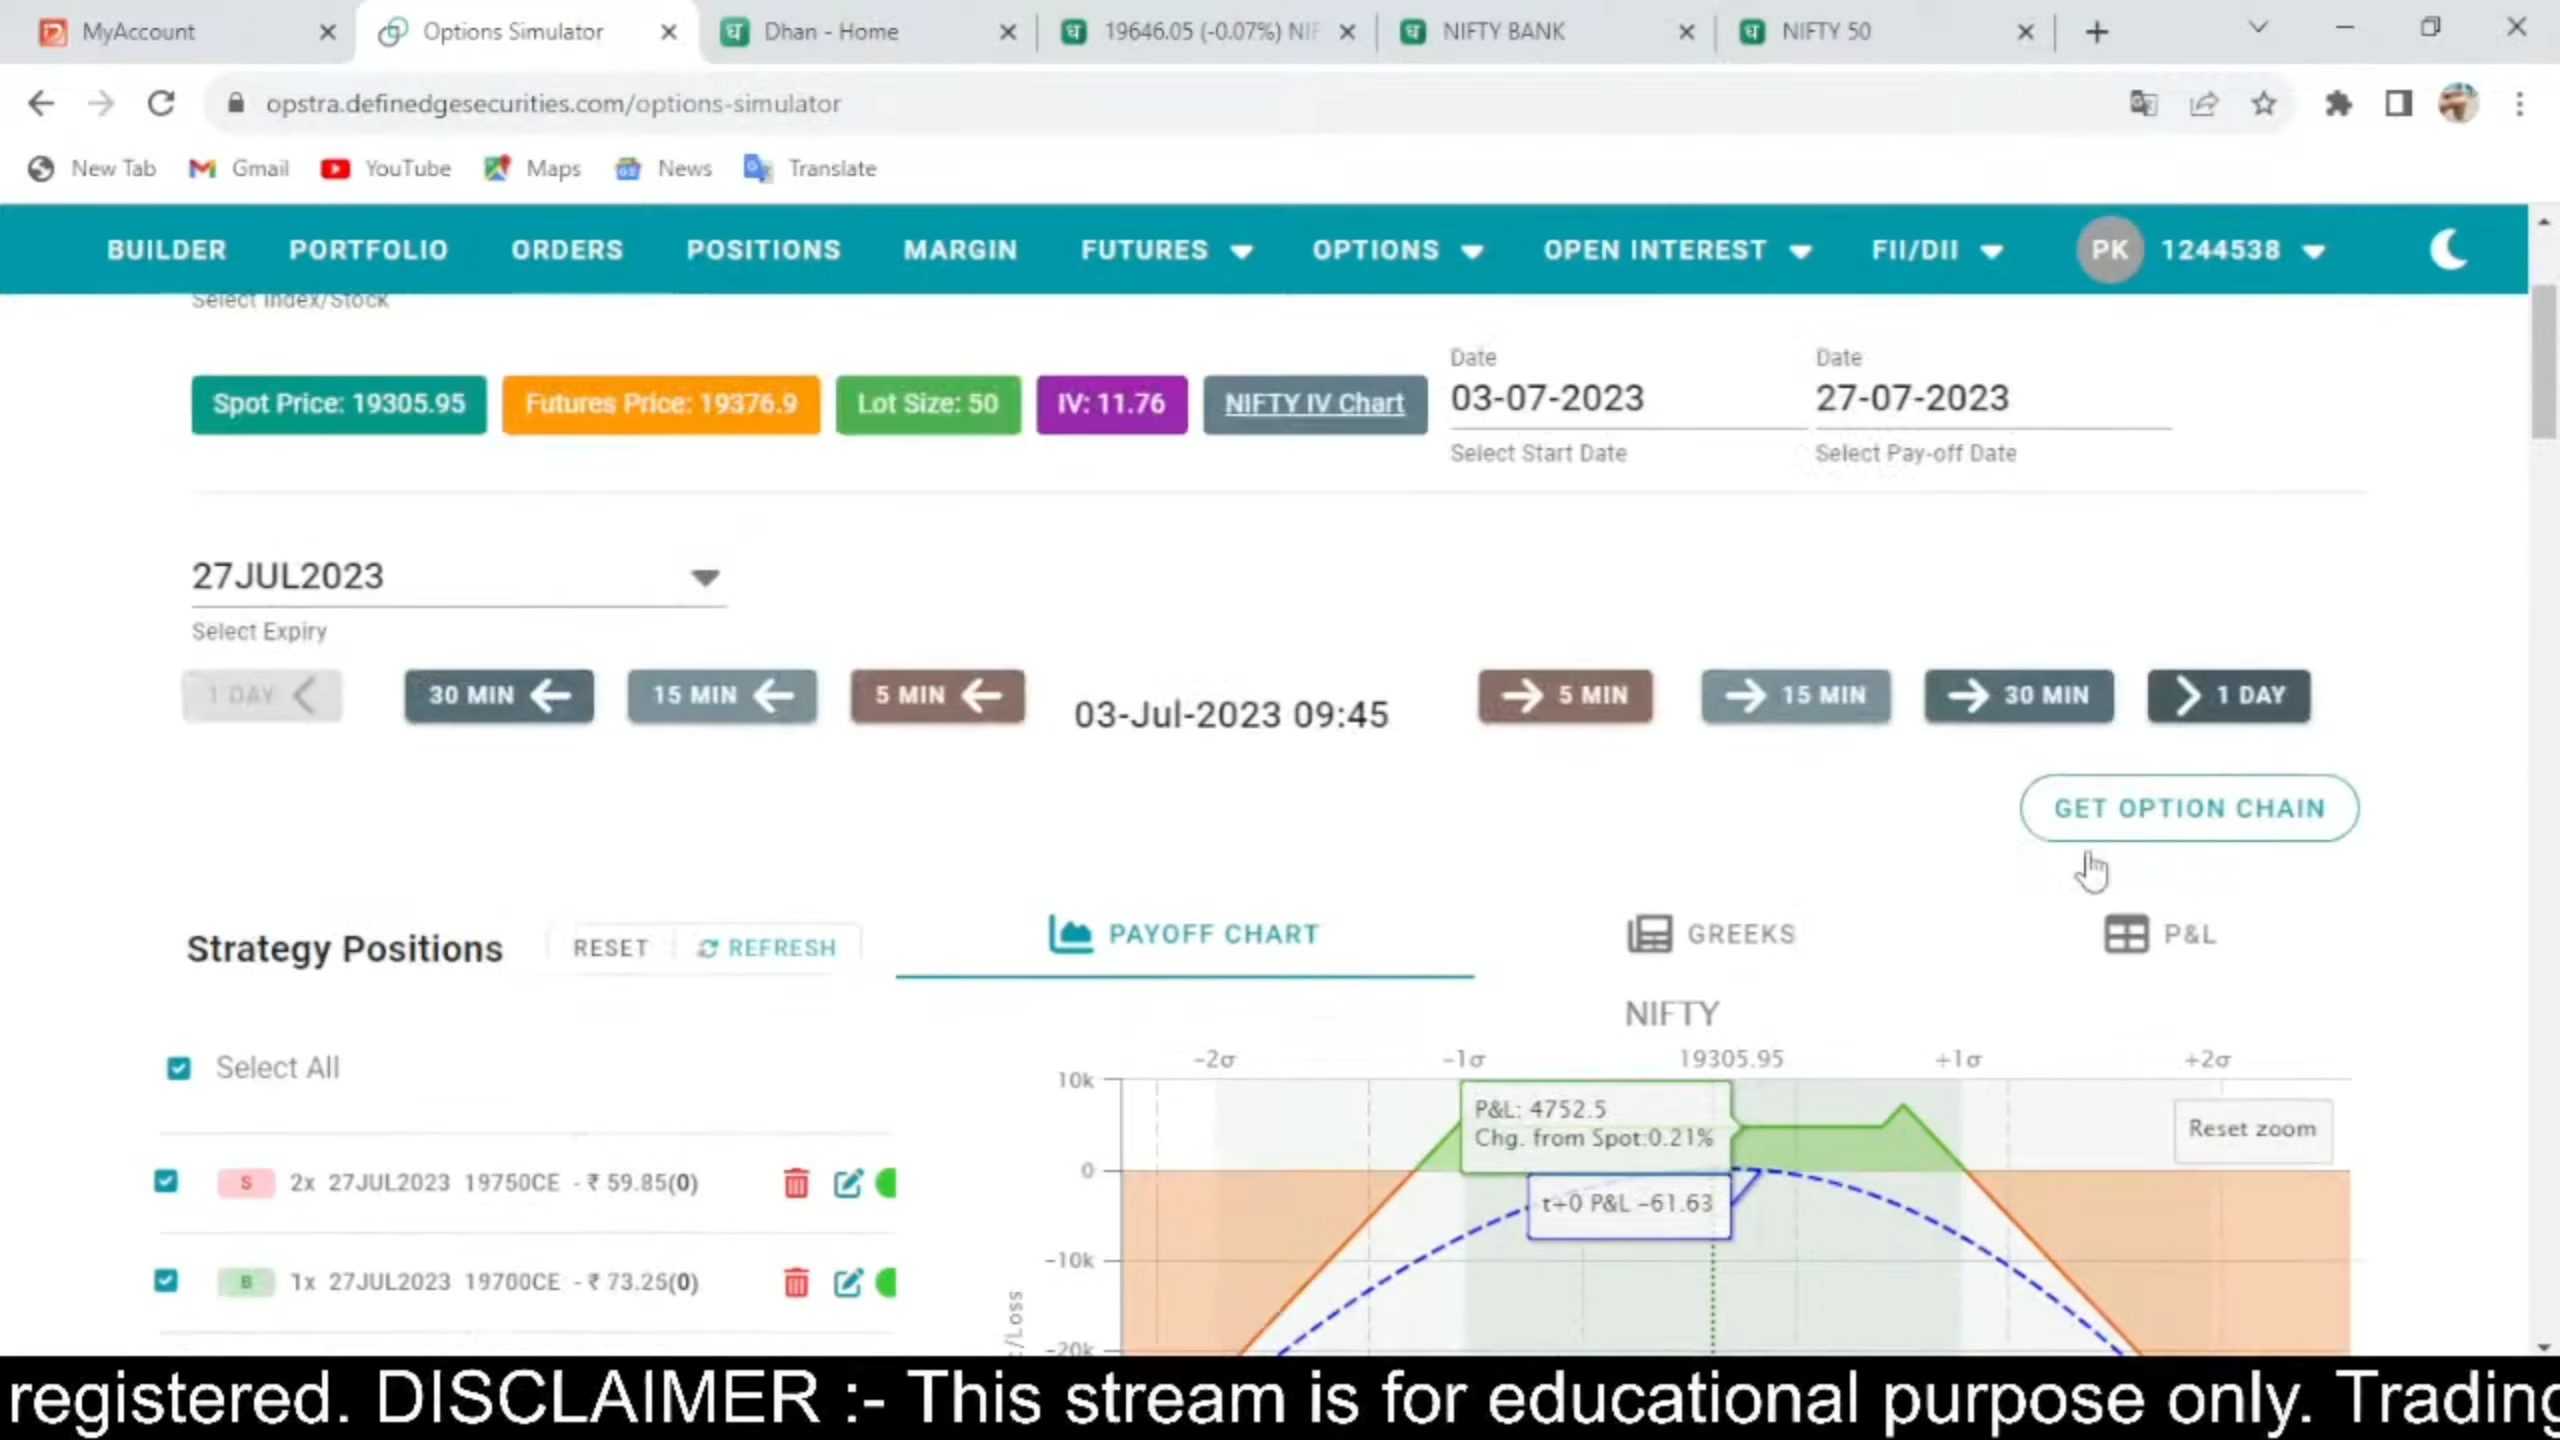 MyAccount
Options Simulator
Dhan - Home
19646.05 (-0.07%) NIF
NIFTY BANK
NIFTY 50
opstra.definedgesecurities.com/options-simulator
New Tab
Gmail
YouTube
Maps
News
Translate
BUILDER
PORTFOLIO
ORDERS
POSITIONS
MARGIN
FUTURES
OPTIONS
OPEN INTEREST
FII/DII
PK
1244538
Select Index/Stock
Spot Price: 19305.95
Futures Price: 19376.9
Lot Size: 50
IV: 11.76
NIFTY IV Chart
Date
03-07-2023
Select Start Date
Date
27-07-2023
Select Pay-off Date
27JUL2023
Select Expiry
1 DAY
30 MIN
15 MIN
5 MIN
03-Jul-2023 09:45
5 MIN
15 MIN
30 MIN
1 DAY
GET OPTION CHAIN
Strategy Positions
RESET
REFRESH
PAYOFF CHART
GREEKS
P&L
Select All
S 2x 27JUL2023 19750CE - ₹ 59.85(0)
B 1x 27JUL2023 19700CE - ₹ 73.25(0)
NIFTY
-2σ -1σ 19305.95 +1σ +2σ
10k
0
-10k
-20k
/Loss
P&L: 4752.5
Chg. from Spot:0.21%
t+0 P&L -61.63
Reset zoom
registered. DISCLAIMER :- This stream is for educational purpose only. Trading